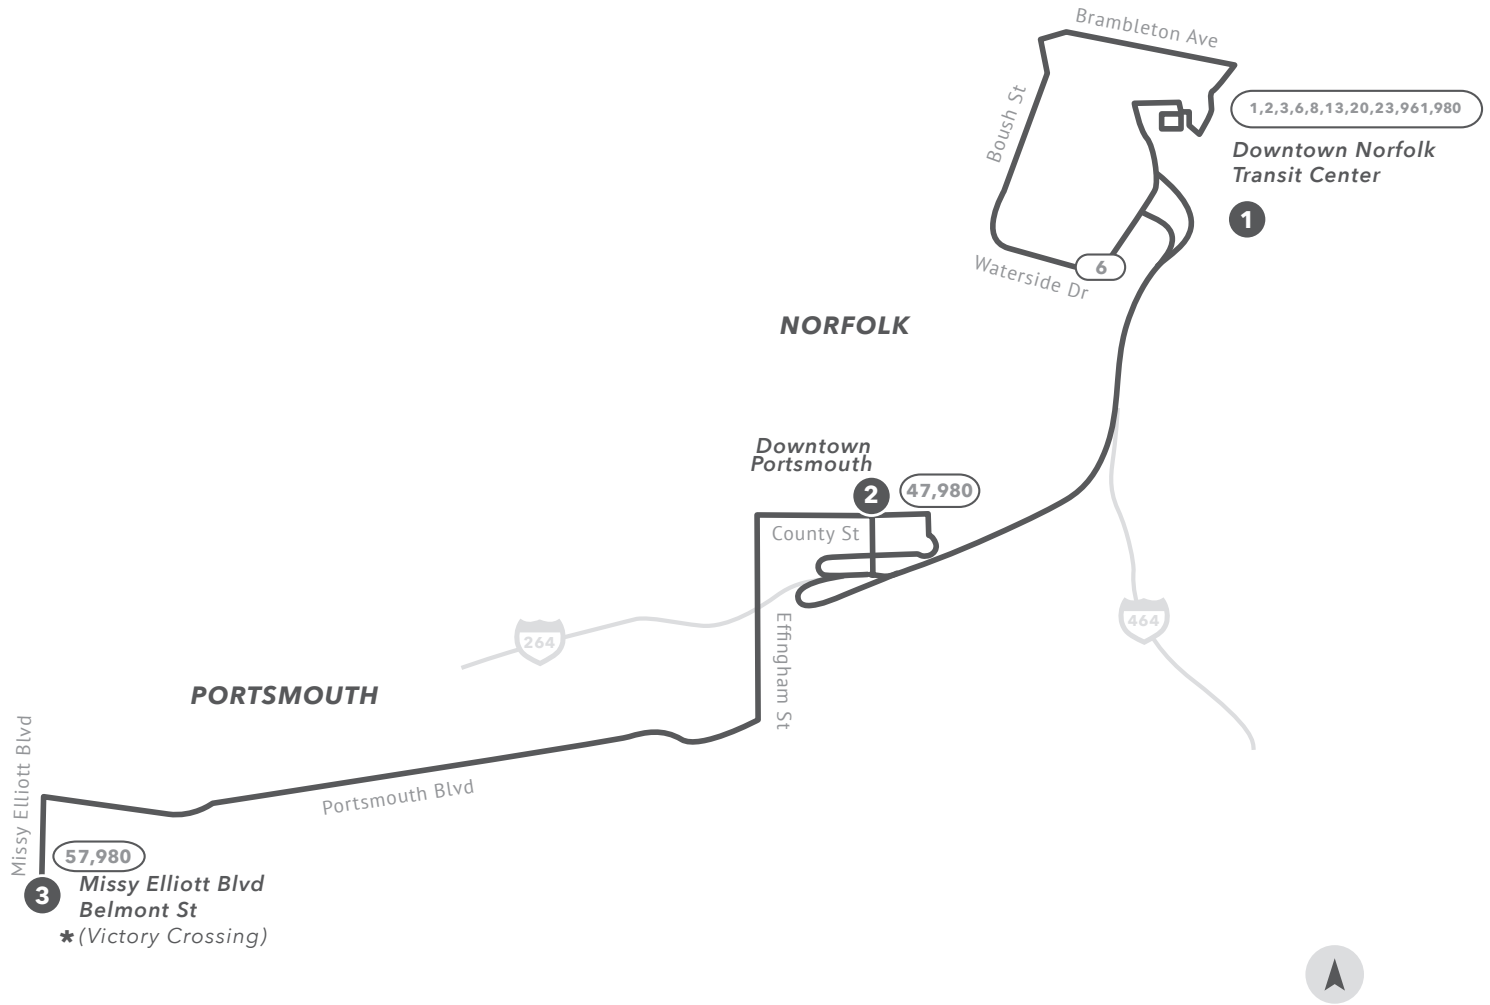 Brambleton Ave
Boush St
1,2,3,6,8,13,20,23,961,980
Downtown Norfolk
Transit Center
1
Waterside Dr
6
NORFOLK
Downtown
Portsmouth
2
47,980
County St
264
Effingham St
464
PORTSMOUTH
Missy Elliott Blvd
Portsmouth Blvd
57,980
3
Missy Elliott Blvd
Belmont St
*(Victory Crossing)